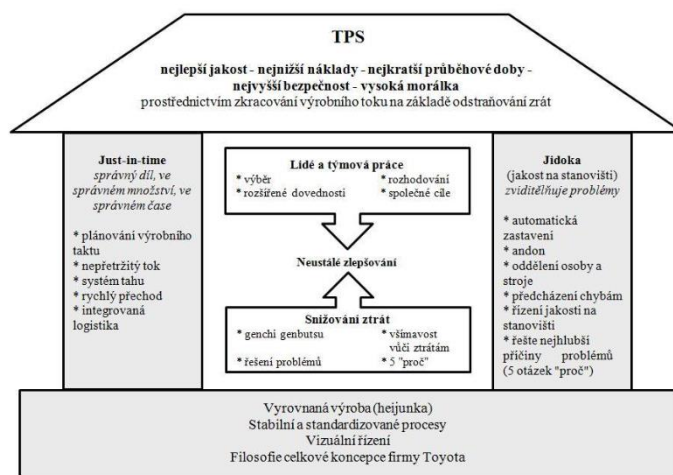 TPS
nejlepší jakost - nejnižší náklady - nejkratší průběhové doby -
nejvyšší bezpečnost - vysoká morálka
prostřednictvím zkracování výrobního toku na základě odstraňování zrát
Just-in-time
správný díl, ve
správném množství, ve
správném čase
* plánování výrobního
taktu
* nepřetržitý tok
* systém tahu
* rychlý přechod
* integrovaná
logistika
Lidé a týmová práce
* výběr
* rozhodování
* rozšířené dovednosti
* společné cíle
Neustálé zlepšování
Snižování ztrát
* genchi genbutsu
* všímavost
vůči ztrátám
* řešení problémů
* 5 "proč"
Jidoka
(jakost na stanovišti)
zviditelňuje problémy
* automatická
zastavení
* andon
* oddělení osoby a
stroje
* předcházení chybám
* řízení jakosti na
stanovišti
* řešte nejhlubší
příčiny problémů
(5 otázek "proč")
Vyrovnaná výroba (heijunka)
Stabilní a standardizované procesy
Vizuální řízení
Filosofie celkové koncepce firmy Toyota